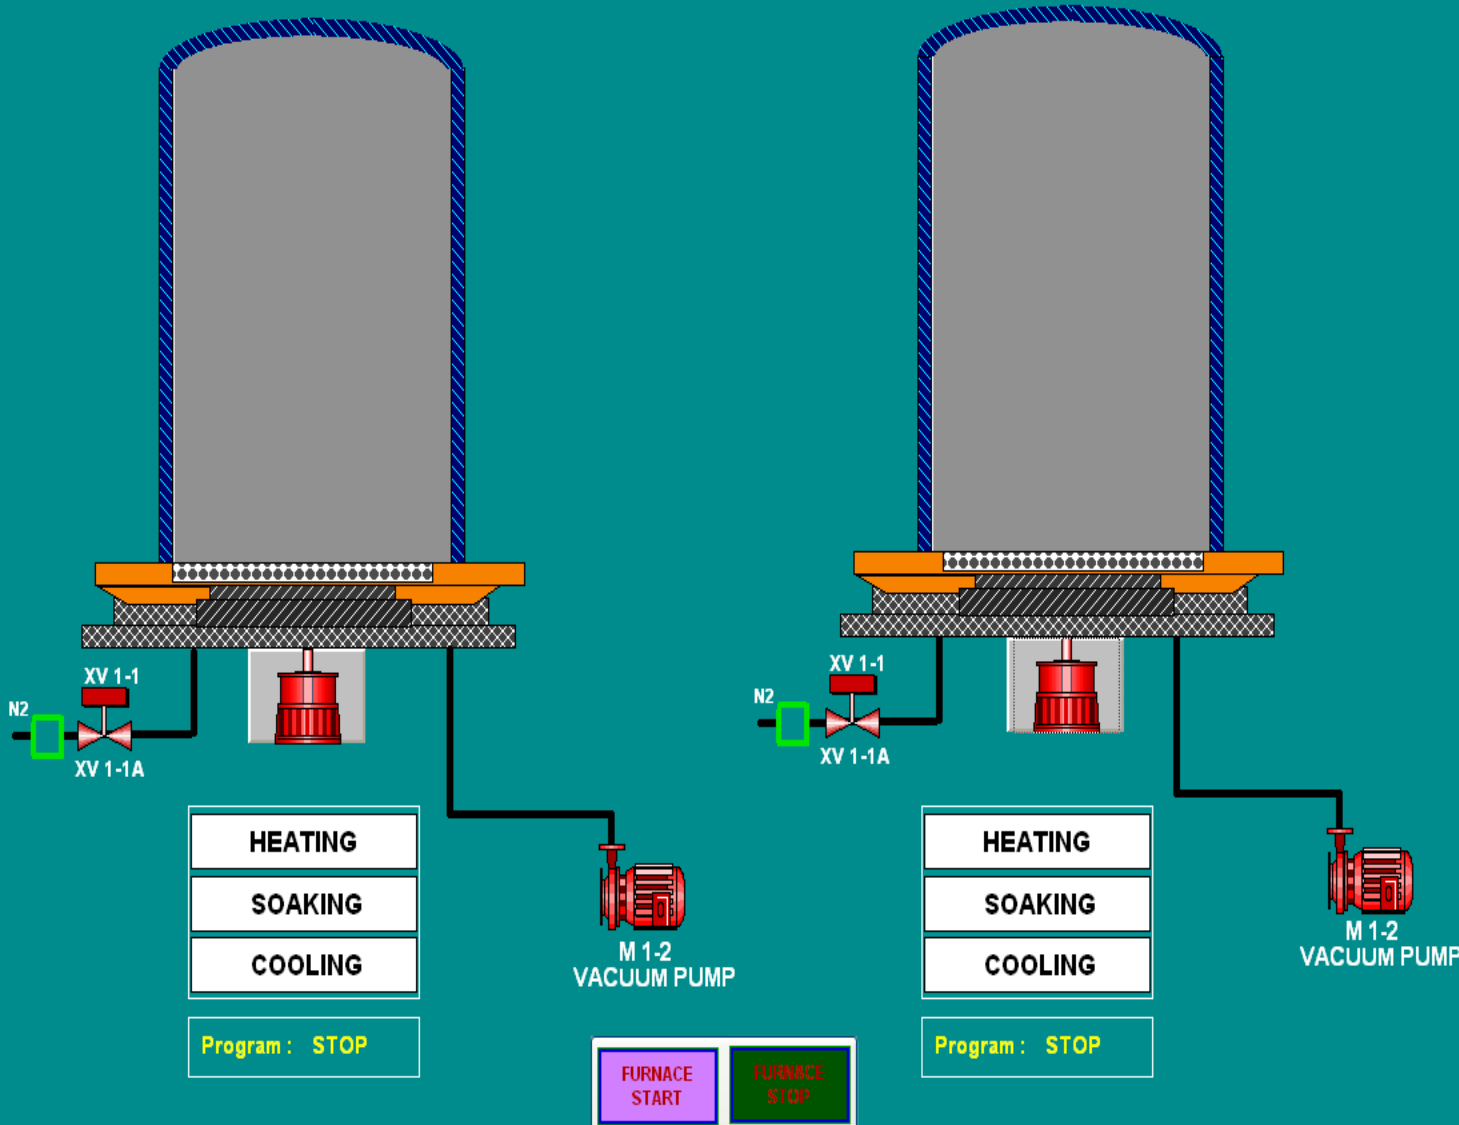 XV 1-1
N2
XV 1-1A
XV 1-1
N2
XV 1-1A
HEATING
SOAKING
COOLING
M 1-2
VACUUM PUMP
Program : STOP
HEATING
SOAKING
COOLING
M 1-2
VACUUM PUMP
Program : STOP
FURNACE
START
FURNACE
STOP